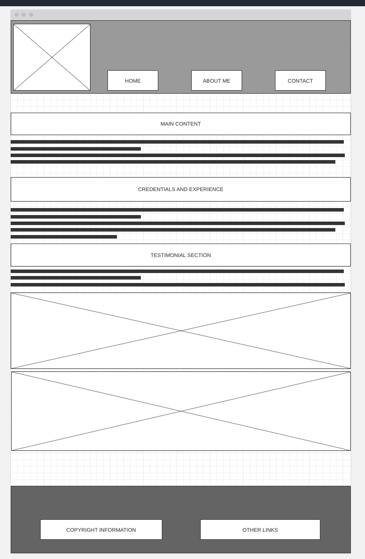 HOME
ABOUT ME
CONTACT
MAIN CONTENT
CREDENTIALS AND EXPERIENCE
TESTIMONIAL SECTION
COPYRIGHT INFORMATION
OTHER LINKS